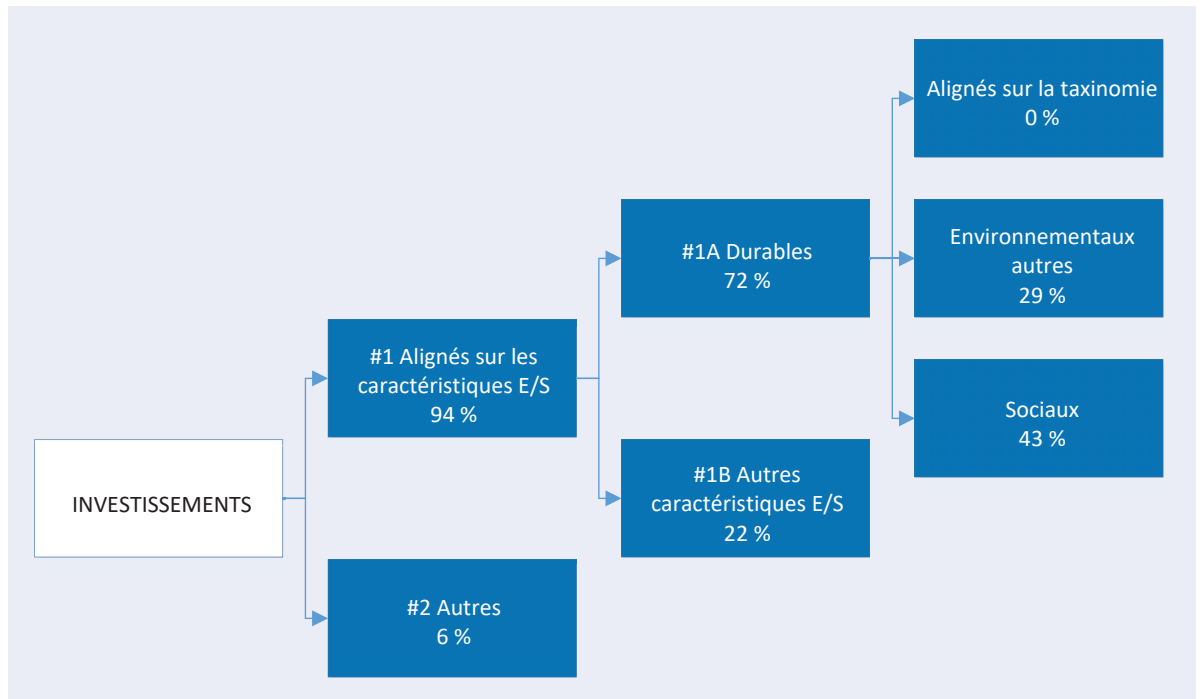 INVESTISSEMENTS
#1 Alignés sur les
caractéristiques E/S
94 %
#2 Autres
6 %
#1A Durables
72 %
#1B Autres
caractéristiques E/S
22 %
Alignés sur la taxinomie
0 %
Environnementaux
autres
29 %
Sociaux
43 %